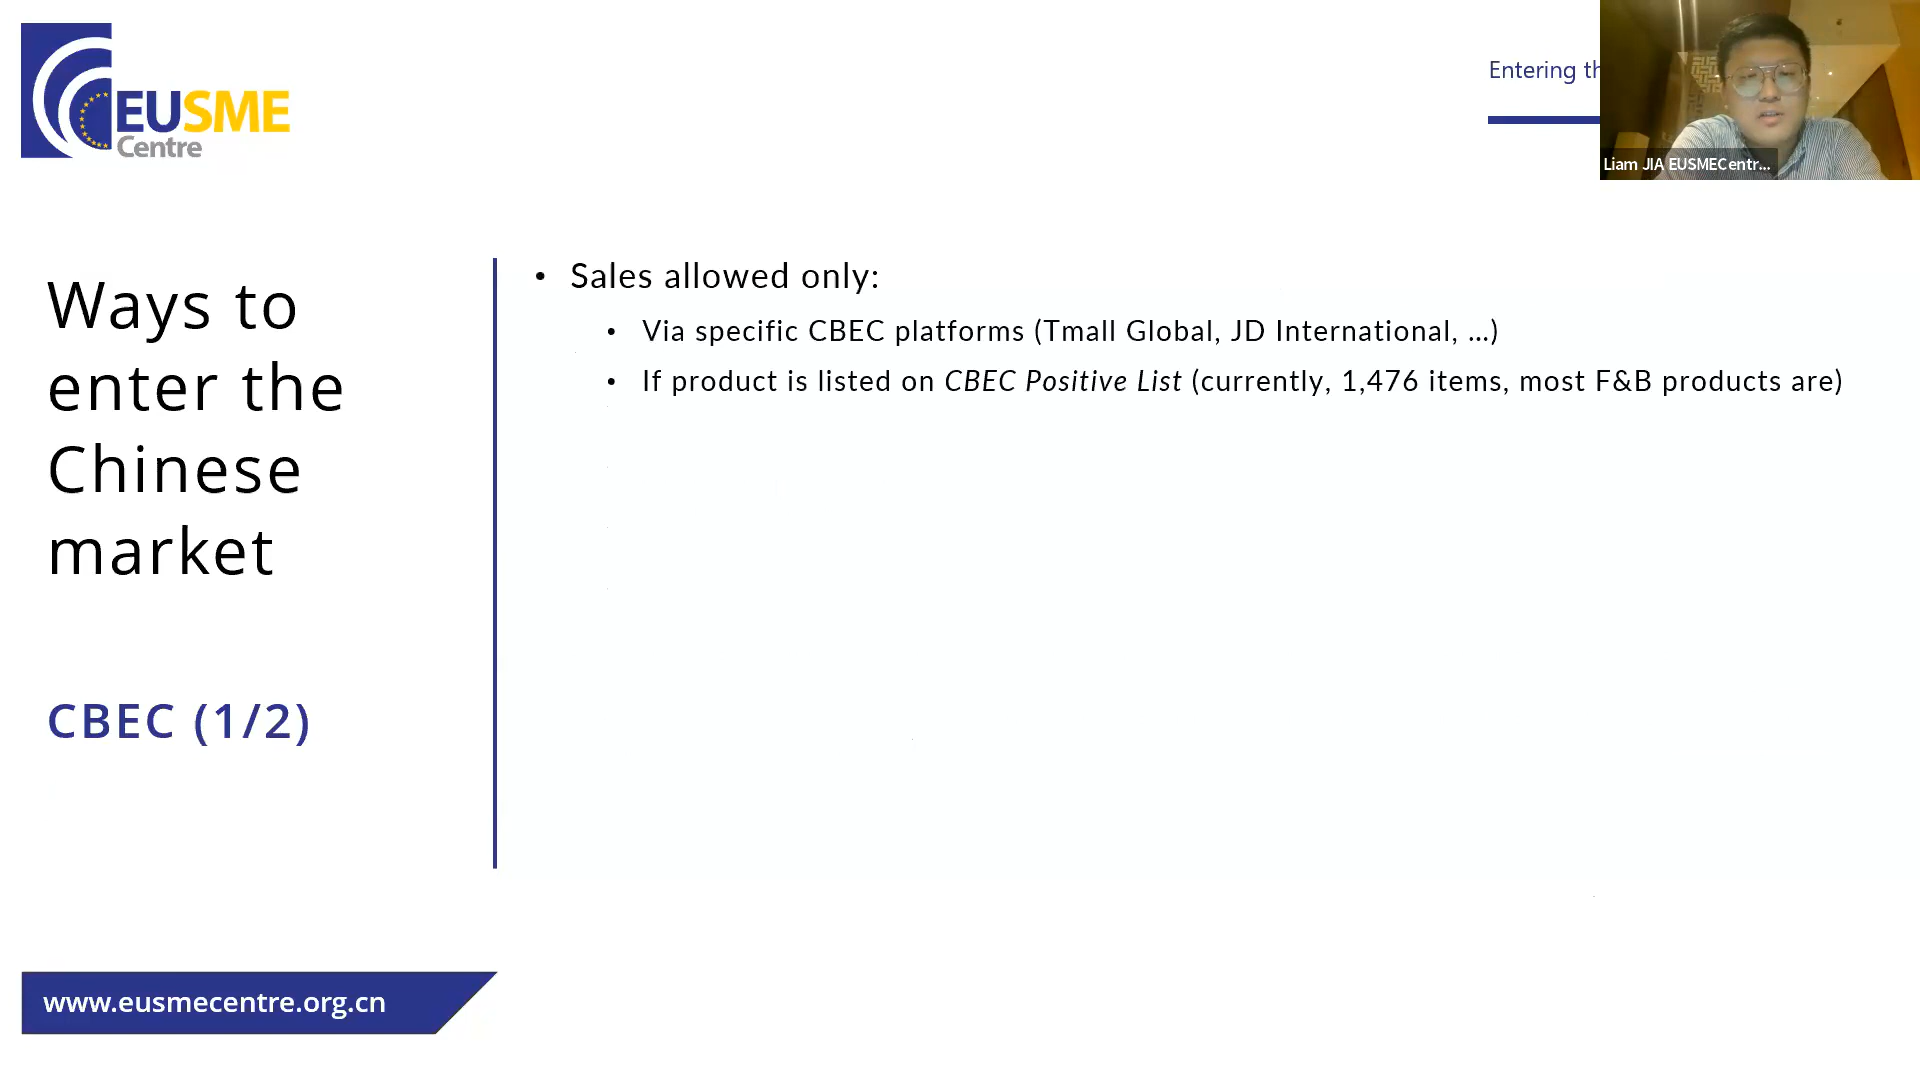 EUSME
Centre
Entering th
Liam JIA EUSMECentr...
Ways to
enter the
Chinese
market
CBEC (1/2)
• Sales allowed only:
• Via specific CBEC platforms (Tmall Global, JD International, ...)
• If product is listed on CBEC Positive List (currently, 1,476 items, most F&B products are)
www.eusmecentre.org.cn